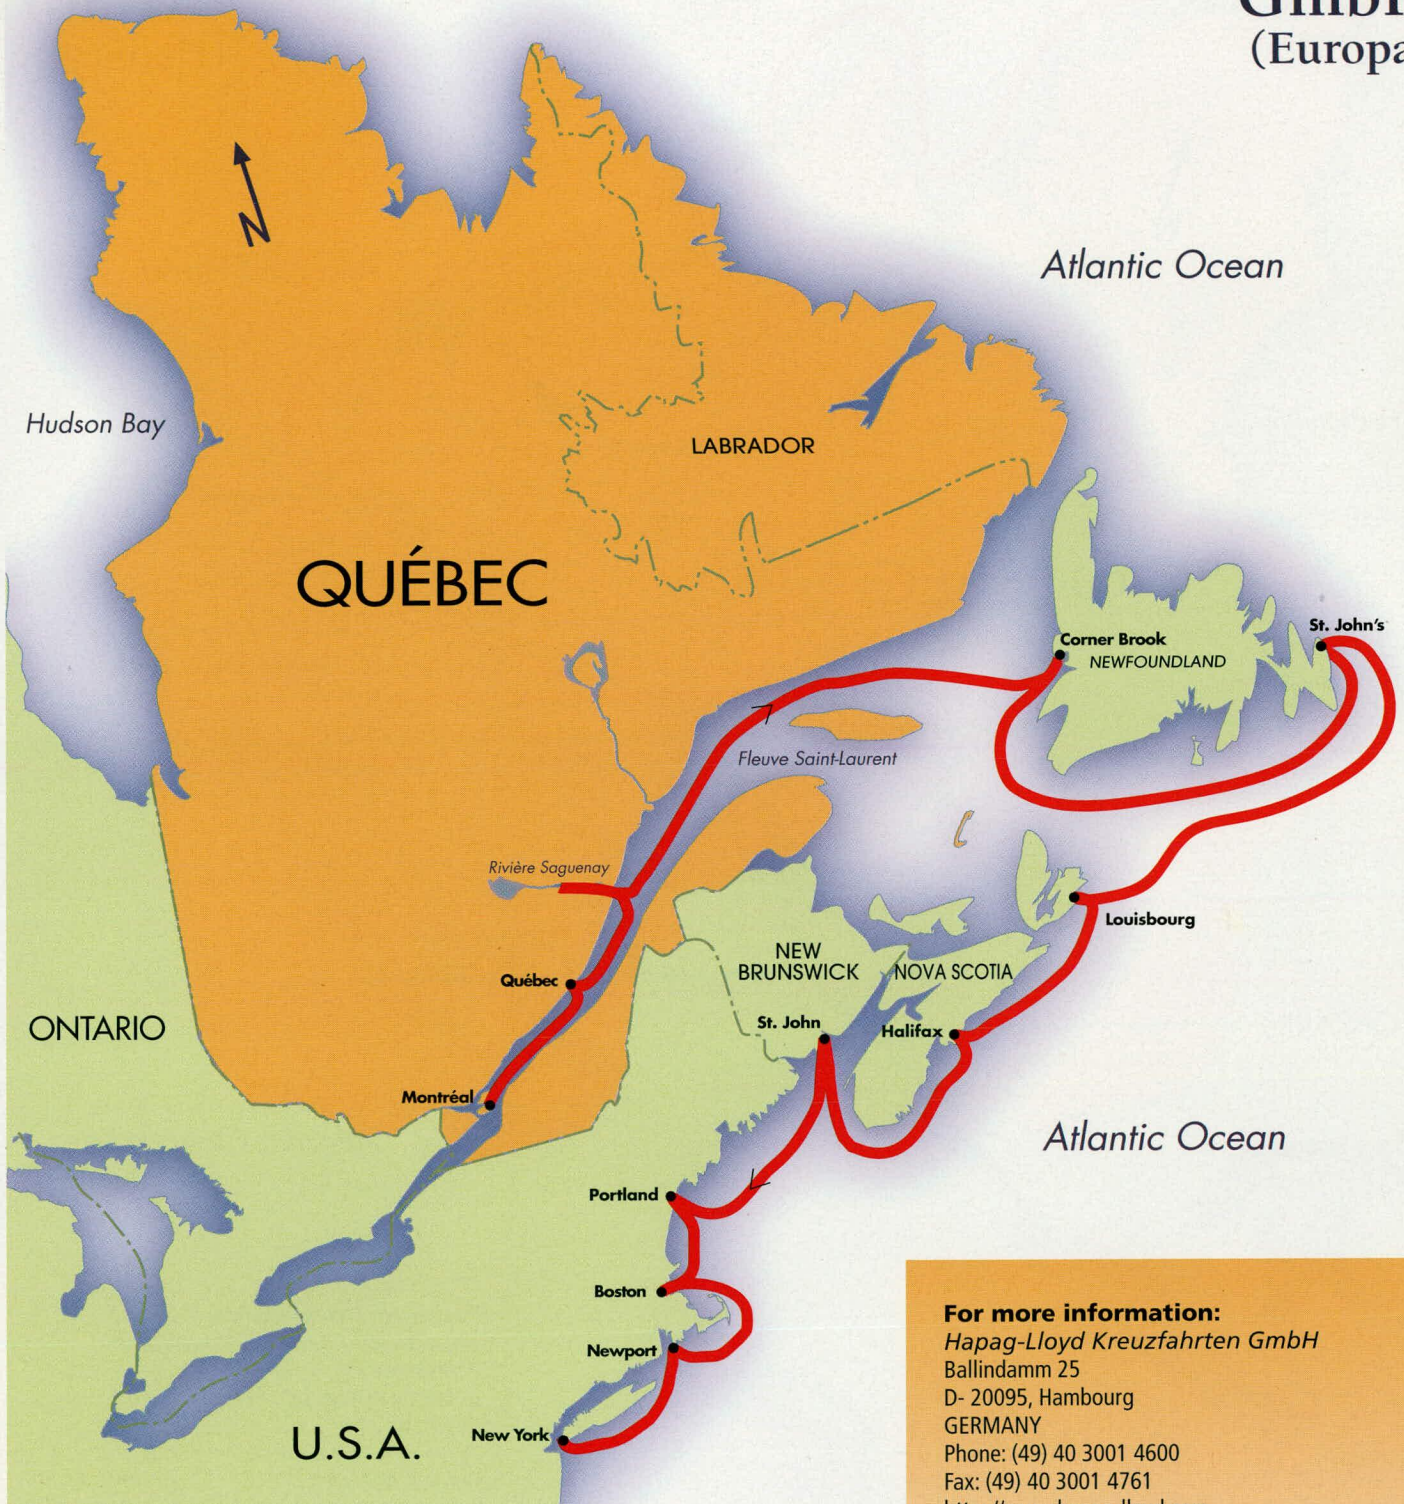 (Europa
N
Atlantic Ocean
Hudson Bay
LABRADOR
QUÉBEC
St. John's
Corner Brook
NEWFOUNDLAND
Fleuve Saint-Laurent
Rivière Saguenay
Louisbourg
NEW
BRUNSWICK
NOVA SCOTIA
Québec
St. John
Halifax
ONTARIO
Montréal
Atlantic Ocean
Portland
Boston
Newport
New York
U.S.A.
For more information:
Hapag-Lloyd Kreuzfahrten GmbH
Ballindamm 25
D- 20095, Hambourg
GERMANY
Phone: (49) 40 3001 4600
Fax: (49) 40 3001 4761